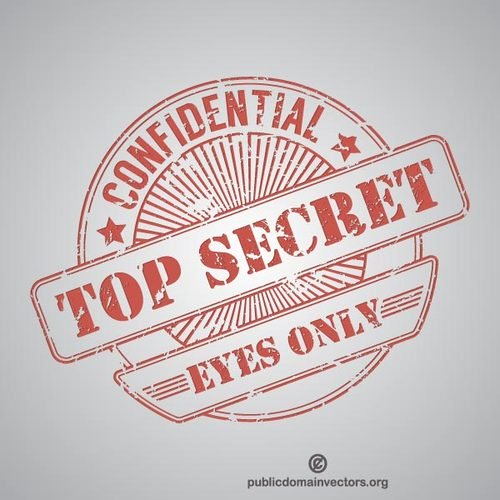 CONFIDENTIAL
TOP SECRET
EYES ONLY
publicdomainvectors.org